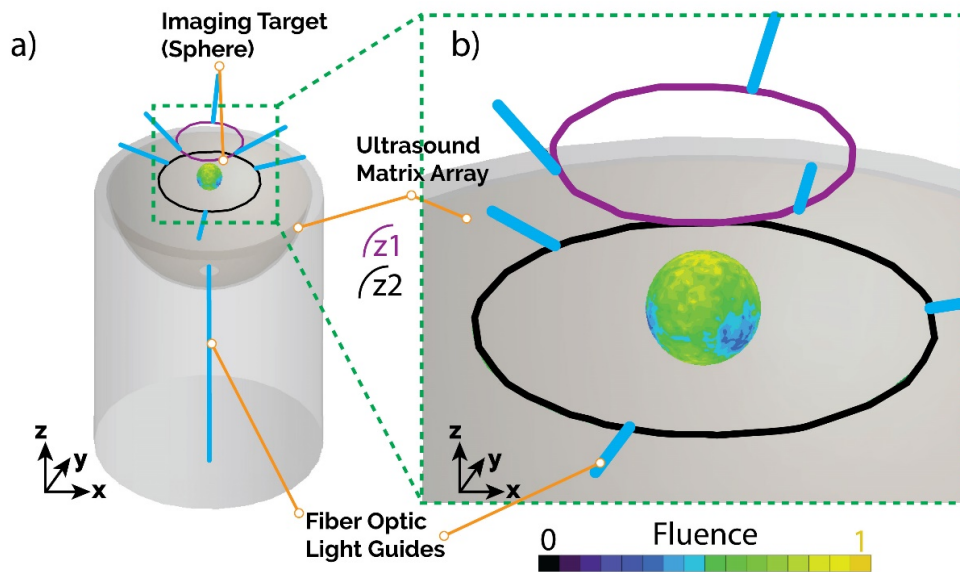 a)
Imaging Target
(Sphere)
b)
Ultrasound
Matrix Array
z1
z2
z
y
x
z
y
x
Fiber Optic
Light Guides
0
Fluence
1